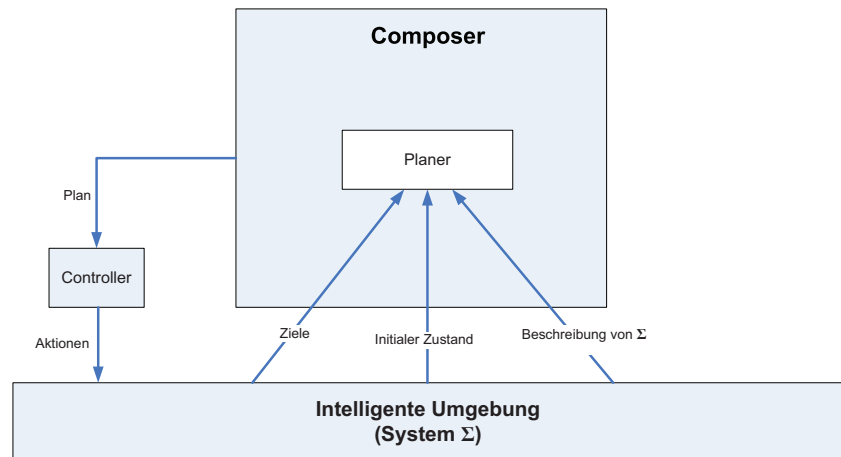 Composer
Planer
Plan
Controller
Ziele
Initialer Zustand
Beschreibung von Σ
Aktionen
Intelligente Umgebung
(System Σ)